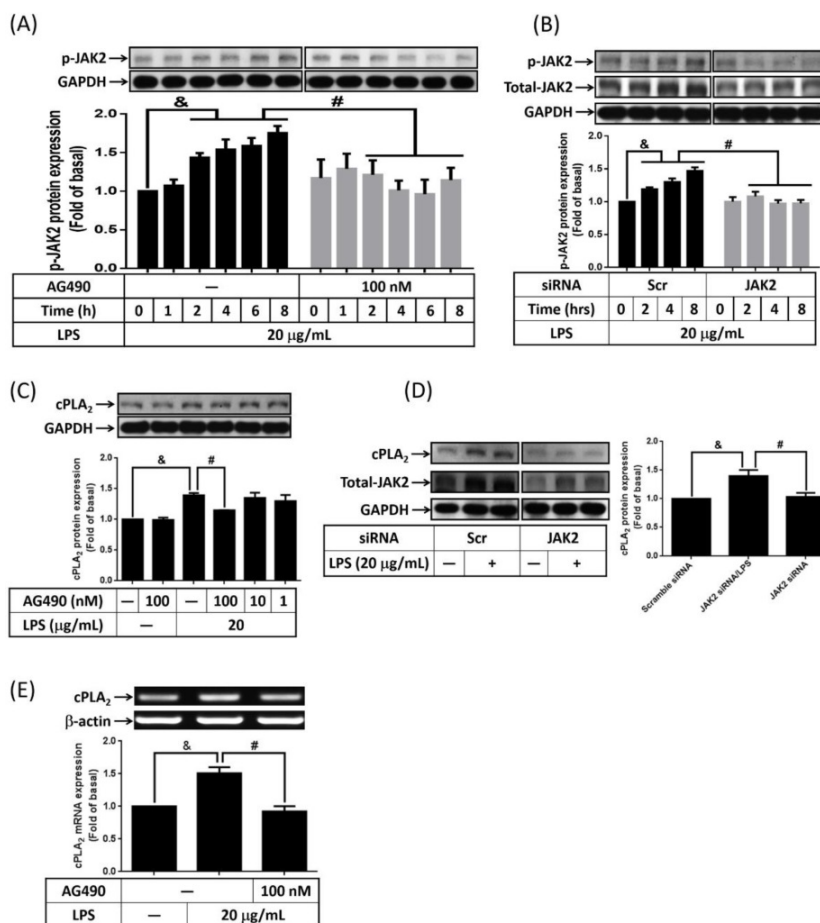 (A)
p-JAK2
GAPDH
& #
2.0
1.5
1.0
0.5
0.0
p-JAK2 protein expression
(Fold of basal)
AG490 — 100 nM
Time (h) 0 1 2 4 6 8 0 1 2 4 6 8
LPS 20 μg/mL
(B)
p-JAK2
Total-JAK2
GAPDH
& #
2.0
1.5
1.0
0.5
0.0
p-JAK2 protein expression
(Fold of basal)
siRNA Scr JAK2
Time (hrs) 0 2 4 8 0 2 4 8
LPS 20 μg/mL
(C)
cPLA₂
GAPDH
& #
2.0
1.5
1.0
0.5
0.0
cPLA₂ protein expression
(Fold of basal)
AG490 (nM) — 100 — 100 10 1
LPS (μg/mL) — 20
(D)
cPLA₂
Total-JAK2
GAPDH
siRNA Scr JAK2
LPS (20 μg/mL) — + — +
& #
2.0
1.5
1.0
0.5
0.0
cPLA₂ protein expression
(Fold of basal)
Scramble siRNA
JAK2 siRNA/LPS
JAK2 siRNA
(E)
cPLA₂
β-actin
& #
2.0
1.5
1.0
0.5
0.0
cPLA₂ mRNA expression
(Fold of basal)
AG490 — 100 nM
LPS — 20 μg/mL